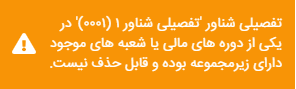 تفصیلی شناور 'تفصیلی شناور ۱ (۰۰۰۱)' در
یکی از دوره های مالی یا شعبه های موجود
دارای زیرمجموعه بوده و قابل حذف نیست.